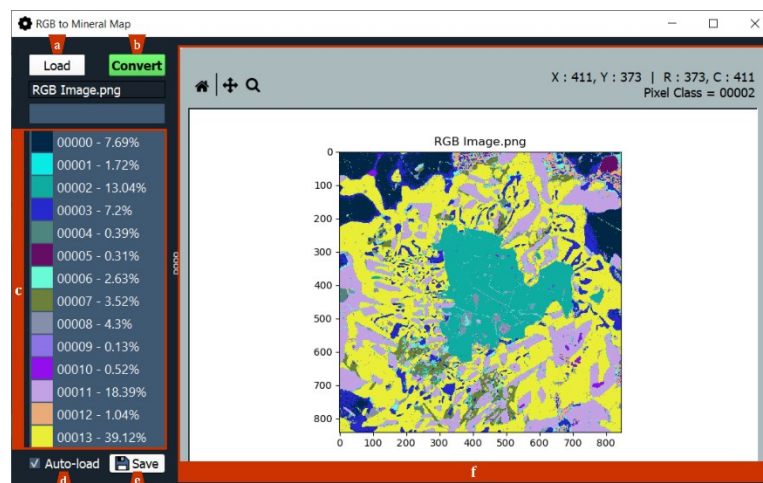 RGB to Mineral Map
a
b
Load
Convert
RGB Image.png
X : 411, Y : 373 | R : 373, C : 411
Pixel Class = 00002
c
00000 - 7.69%
00001 - 1.72%
00002 - 13.04%
00003 - 7.2%
00004 - 0.39%
00005 - 0.31%
00006 - 2.63%
00007 - 3.52%
00008 - 4.3%
00009 - 0.13%
00010 - 0.52%
00011 - 18.39%
00012 - 1.04%
00013 - 39.12%
Auto-load
Save
d
e
RGB Image.png
0
100
200
300
400
500
600
700
800
0 100 200 300 400 500 600 700 800
f